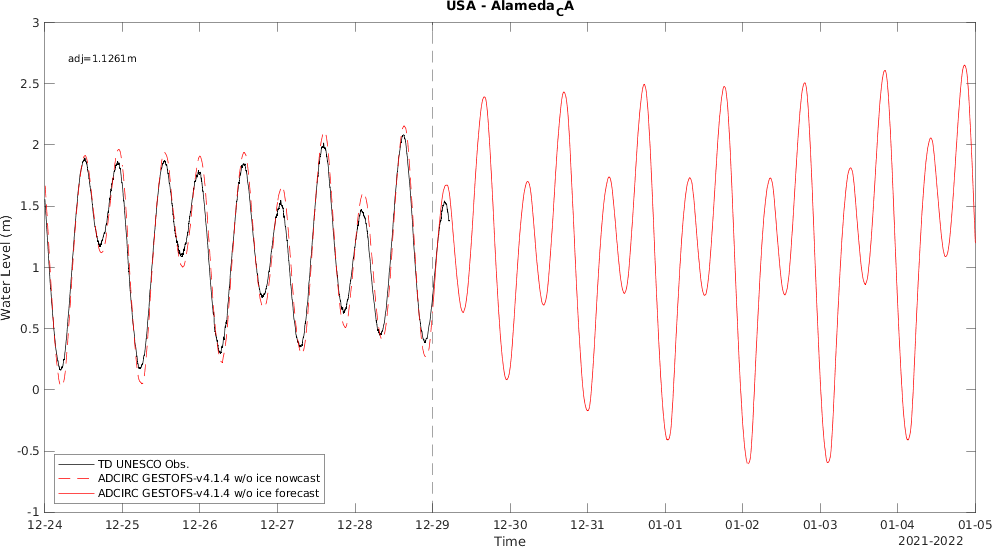 USA - AlamedaCA
adj=1.1261m
3
2.5
2
1.5
1
0.5
0
-0.5
-1
Water Level (m)
TD UNESCO Obs.
ADCIRC GESTOFS-v4.1.4 w/o ice nowcast
ADCIRC GESTOFS-v4.1.4 w/o ice forecast
12-24 12-25 12-26 12-27 12-28 12-29 12-30 12-31 01-01 01-02 01-03 01-04 01-05
Time
2021-2022